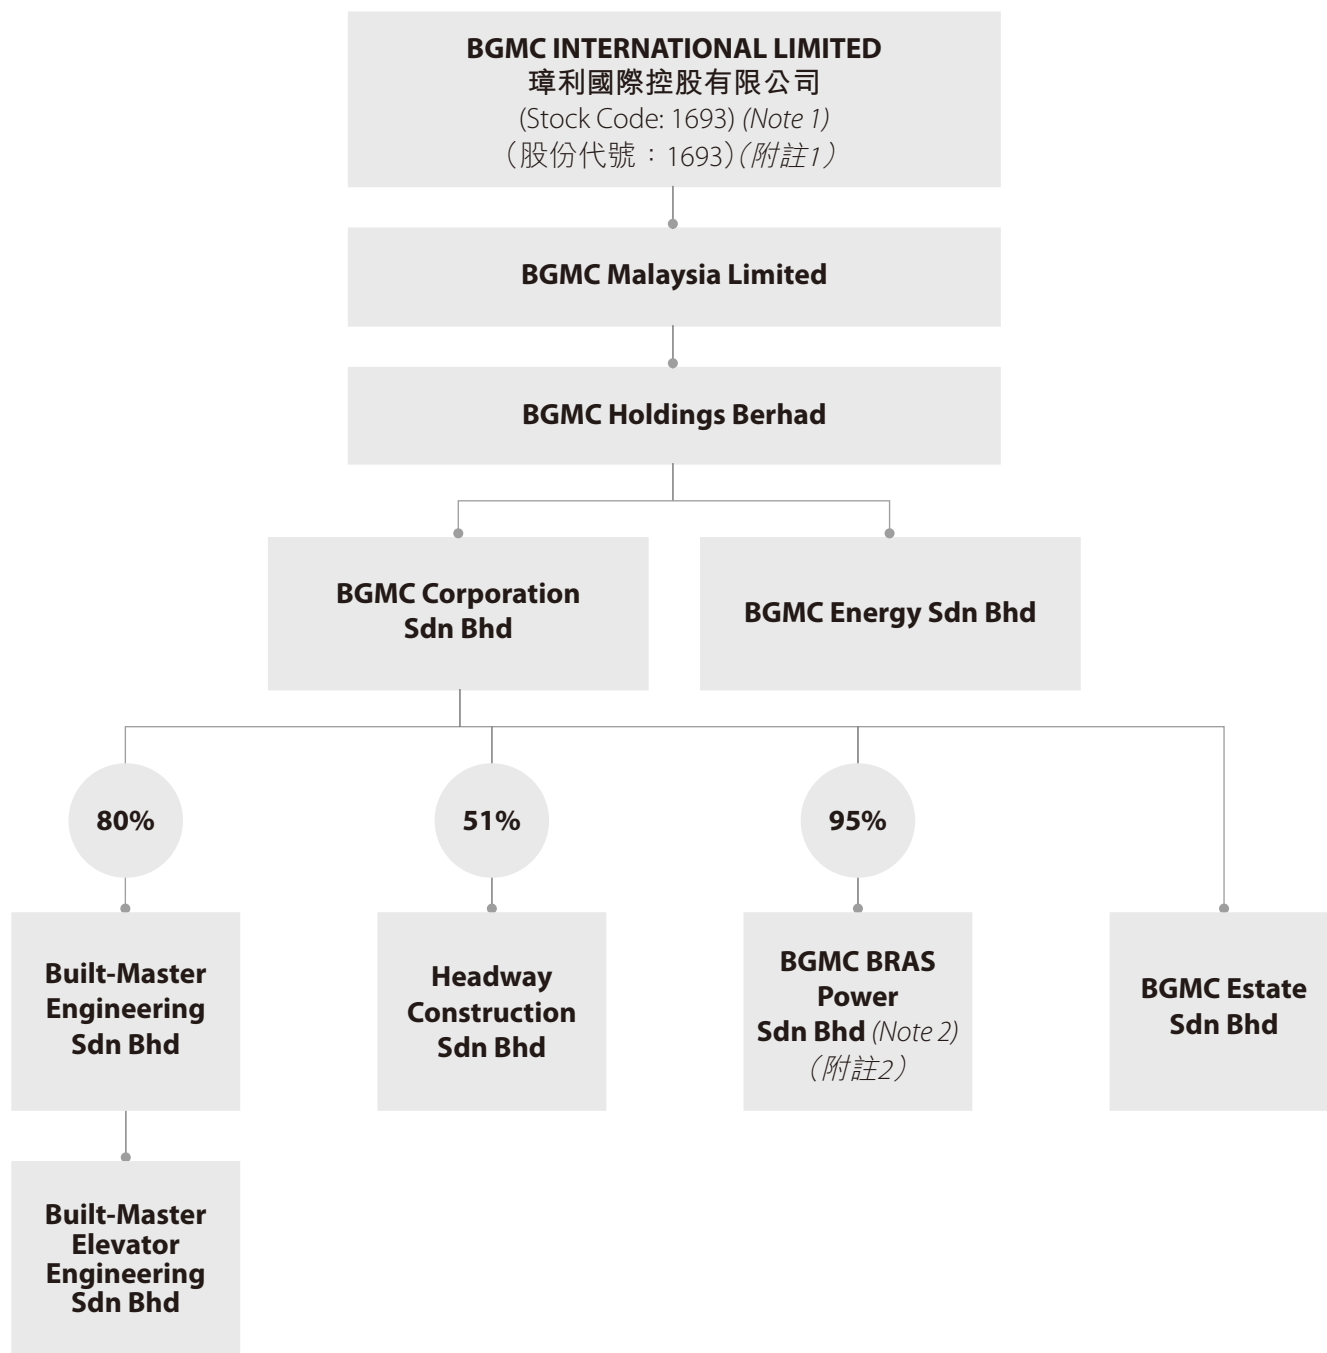 BGMC INTERNATIONAL LIMITED
璋利國際控股有限公司
(Stock Code: 1693) (Note 1)
（股份代號：1693）（附註1）
BGMC Malaysia Limited
BGMC Holdings Berhad
BGMC Corporation
Sdn Bhd
BGMC Energy Sdn Bhd
80%
51%
95%
Built-Master
Engineering
Sdn Bhd
Headway
Construction
Sdn Bhd
BGMC BRAS
Power
Sdn Bhd (Note 2)
（附註2）
BGMC Estate
Sdn Bhd
Built-Master
Elevator
Engineering
Sdn Bhd